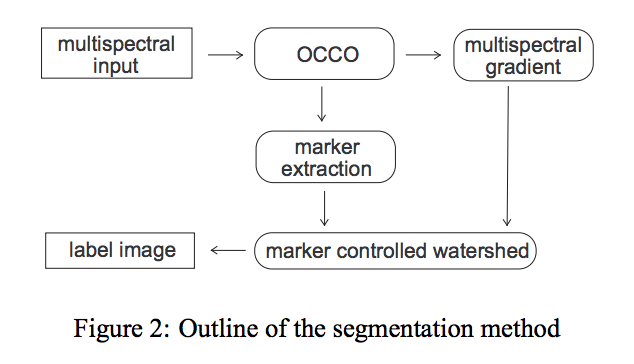 multispectral
input
OCCO
multispectral
gradient
marker
extraction
label image
marker controlled watershed
Figure 2: Outline of the segmentation method